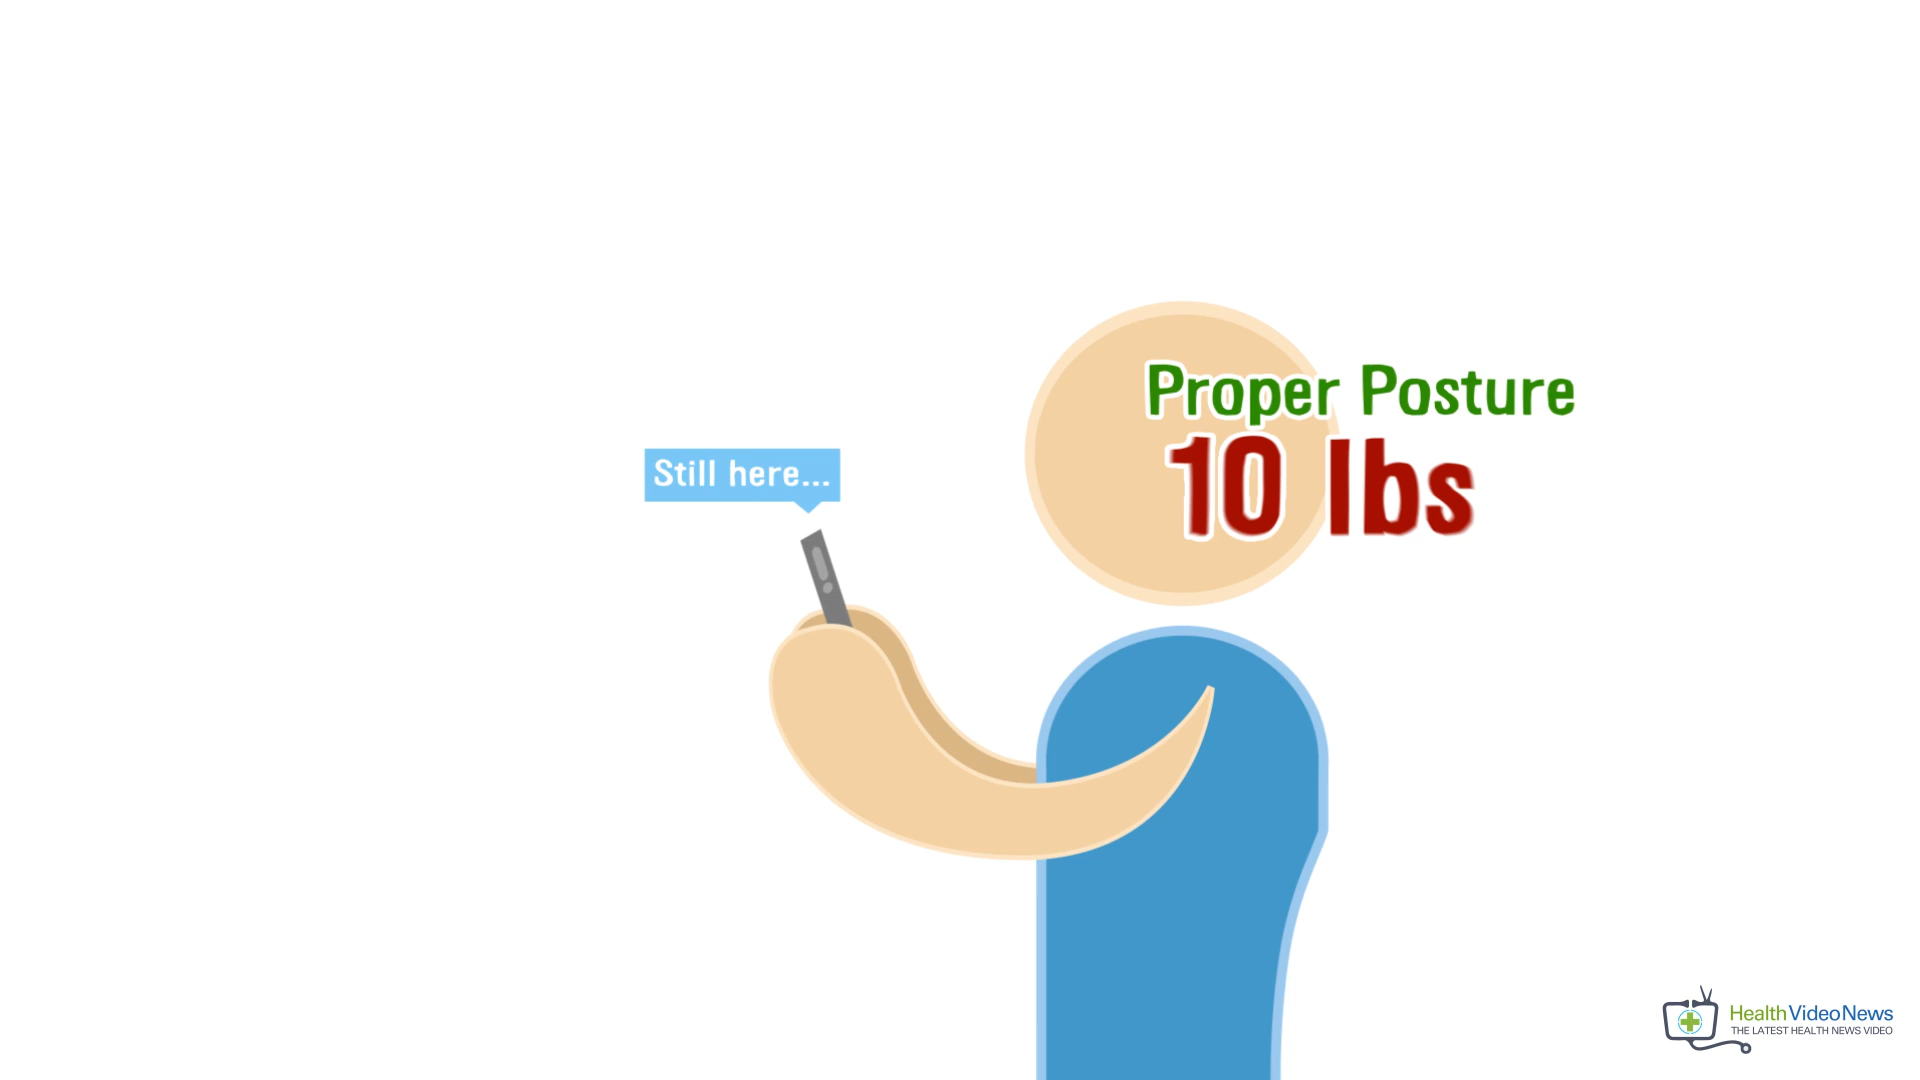 Proper Posture
10 lbs
Still here...
HealthVideoNews
THE LATEST HEALTH NEWS VIDEO